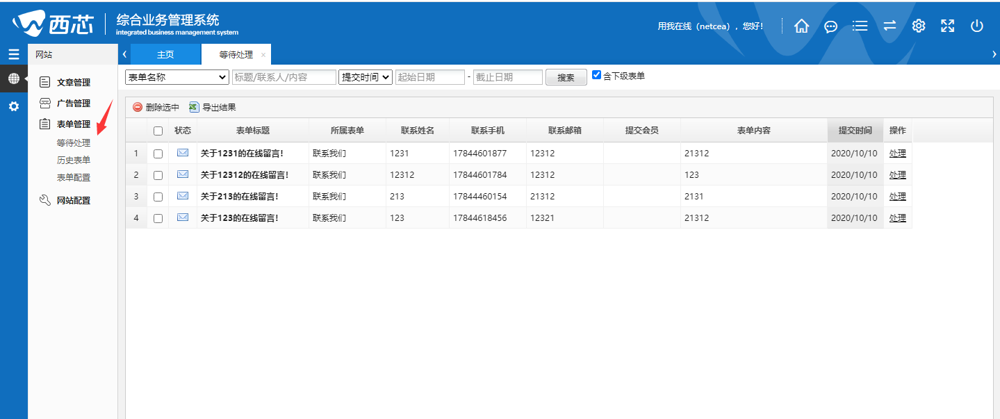 西芯
综合业务管理系统
integrated business management system
用我在线（netcea），您好！
网站
主页
等待处理 ×
文章管理
广告管理
表单管理
等待处理
历史表单
表单配置
网站配置
表单名称 标题/联系人/内容 提交时间 起始日期 - 截止日期 搜索 含下级表单
删除选中 导出结果
状态 表单标题 所属表单 联系姓名 联系手机 联系邮箱 提交会员 表单内容 提交时间 操作
1 关于1231的在线留言！ 联系我们 1231 17844601877 12312 21312 2020/10/10 处理
2 关于12312的在线留言！ 联系我们 12312 17844601784 12312 123 2020/10/10 处理
3 关于213的在线留言！ 联系我们 213 17844460154 21312 2131 2020/10/10 处理
4 关于123的在线留言！ 联系我们 123 17844618456 12321 21312 2020/10/10 处理